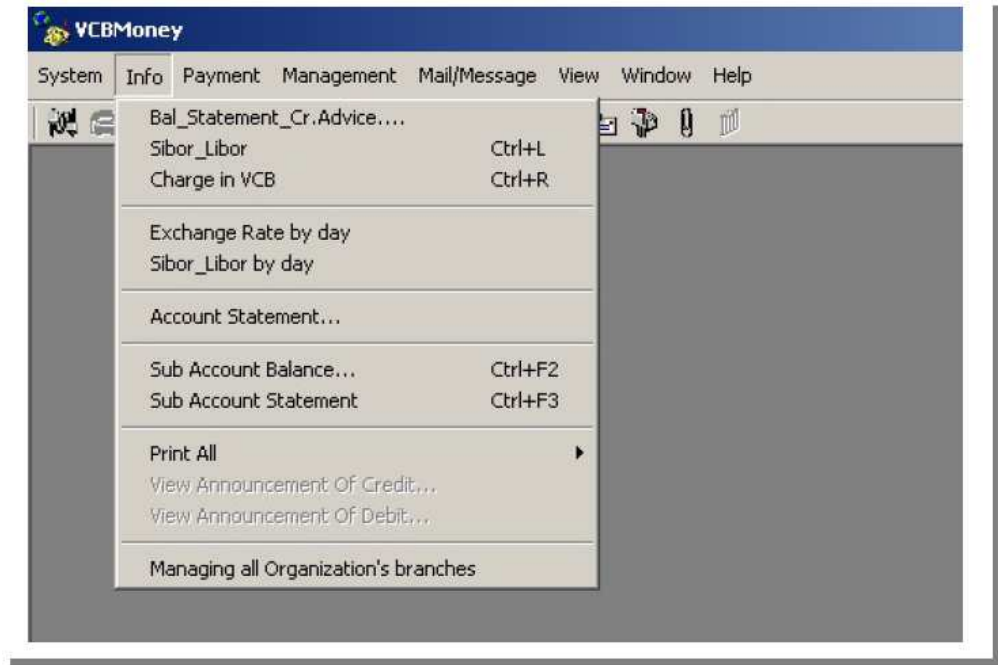 VCBMoney
System Info Payment Management Mail/Message View Window Help
Bal_Statement_Cr.Advice....
Sibor_Libor Ctrl+L
Charge in VCB Ctrl+R
Exchange Rate by day
Sibor_Libor by day
Account Statement...
Sub Account Balance... Ctrl+F2
Sub Account Statement Ctrl+F3
Print All
View Announcement Of Credit...
View Announcement Of Debit...
Managing all Organization's branches